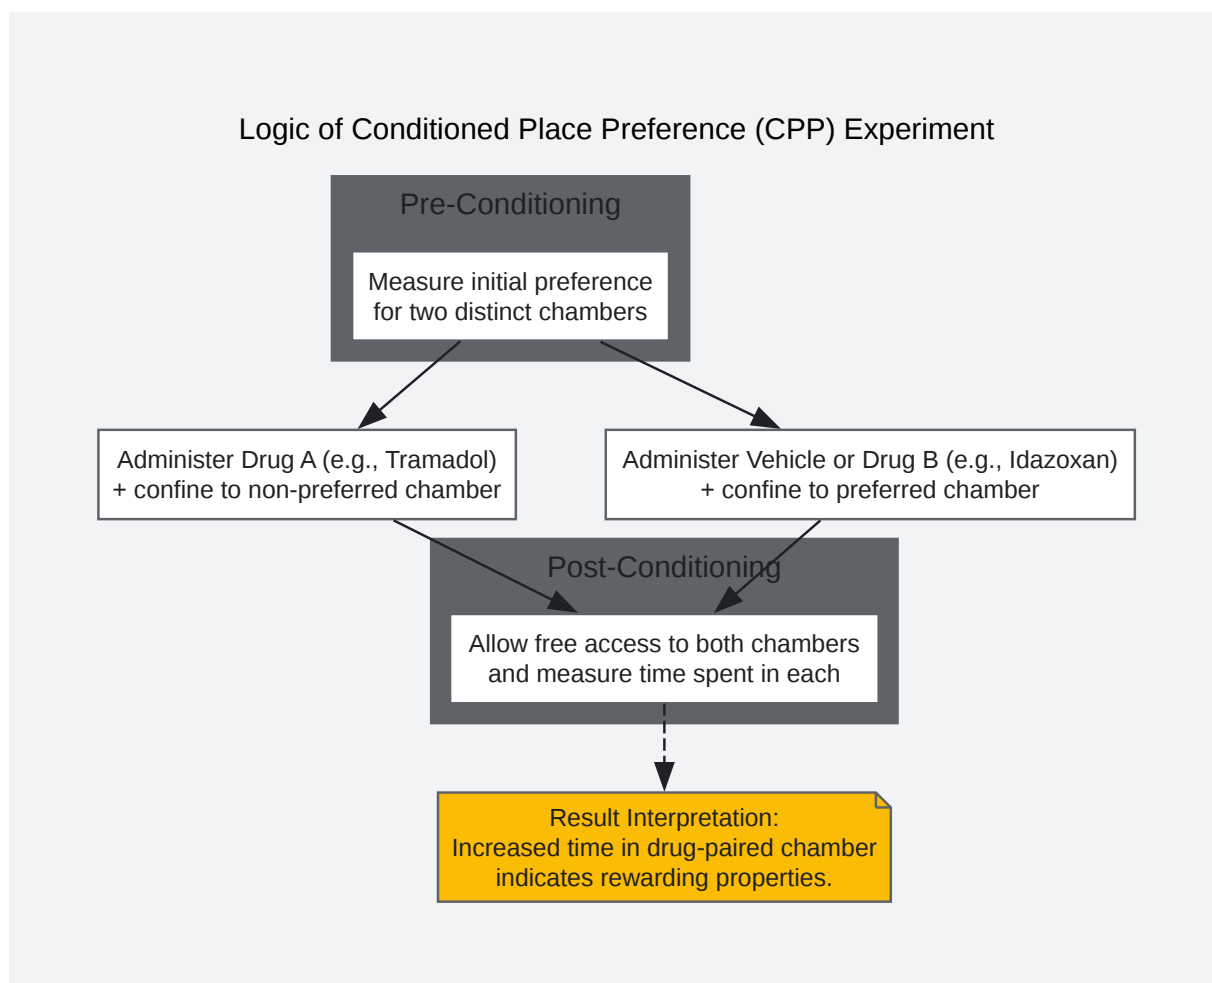 Logic of Conditioned Place Preference (CPP) Experiment
Pre-Conditioning
Measure initial preference
for two distinct chambers
Administer Drug A (e.g., Tramadol)
+ confine to non-preferred chamber
Administer Vehicle or Drug B (e.g., Idazoxan)
+ confine to preferred chamber
Post-Conditioning
Allow free access to both chambers
and measure time spent in each
Result Interpretation:
Increased time in drug-paired chamber
indicates rewarding properties.